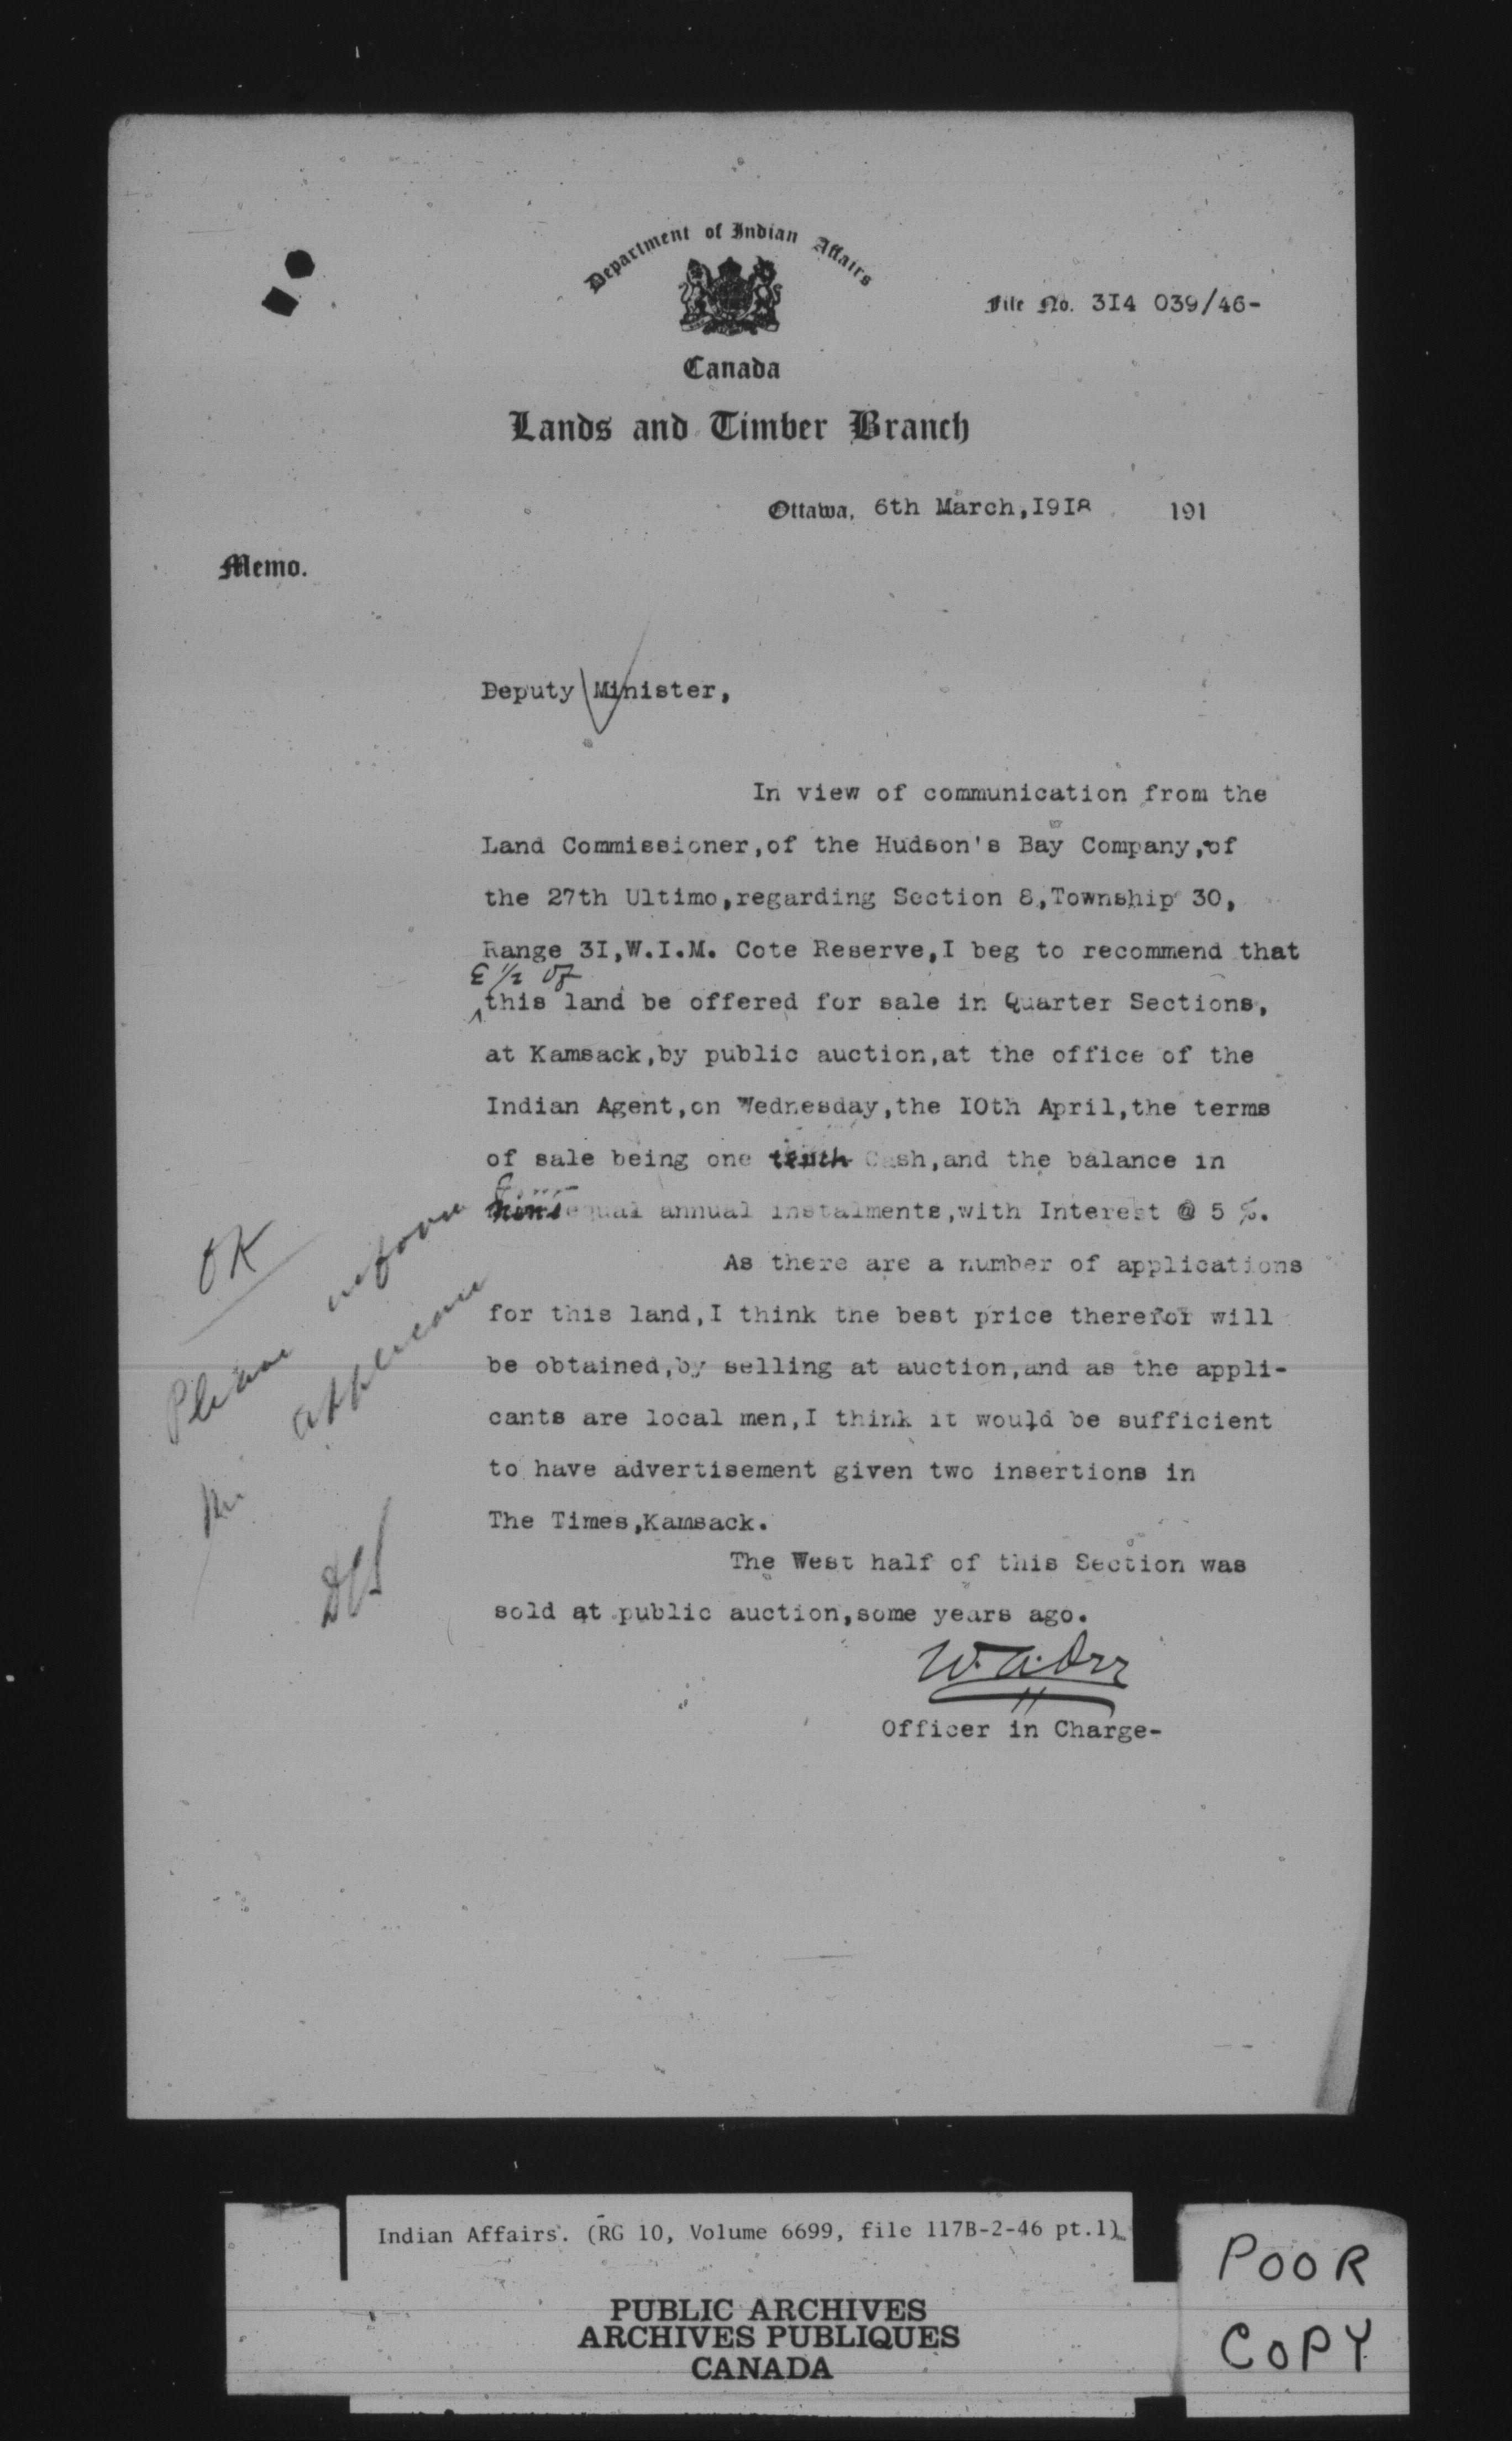 Department of Indian Affairs
File No. 3I4 039/46-
Canada
Lands and Timber Branch
Ottawa, 6th March, I9I8 191
Memo.
Deputy Minister,
In view of communication from the
Land Commissioner,of the Hudson's Bay Company,of
the 27th Ultimo,regarding Section 8,Township 30,
Range 3I,W.I.M. Cote Reserve,I beg to recommend that
E 1/2 of
this land be offered for sale in Quarter Sections,
at Kamsack,by public auction,at the office of the
Indian Agent,on Wednesday,the I0th April,the terms
of sale being one tenth Cash,and the balance in
equal annual instalments,with Interest @ 5 %.
As there are a number of applications
for this land,I think the best price therefor will
be obtained,by selling at auction,and as the appli-
cants are local men,I think it would be sufficient
to have advertisement given two insertions in
The Times,Kamsack.
The West half of this Section was
sold at public auction,some years ago.
W.A.Orr
Officer in Charge-
OK
Please inform
DCS
Indian Affairs. (RG 10, Volume 6699, file 117B-2-46 pt.1)
PUBLIC ARCHIVES
ARCHIVES PUBLIQUES
CANADA
POOR
COPY